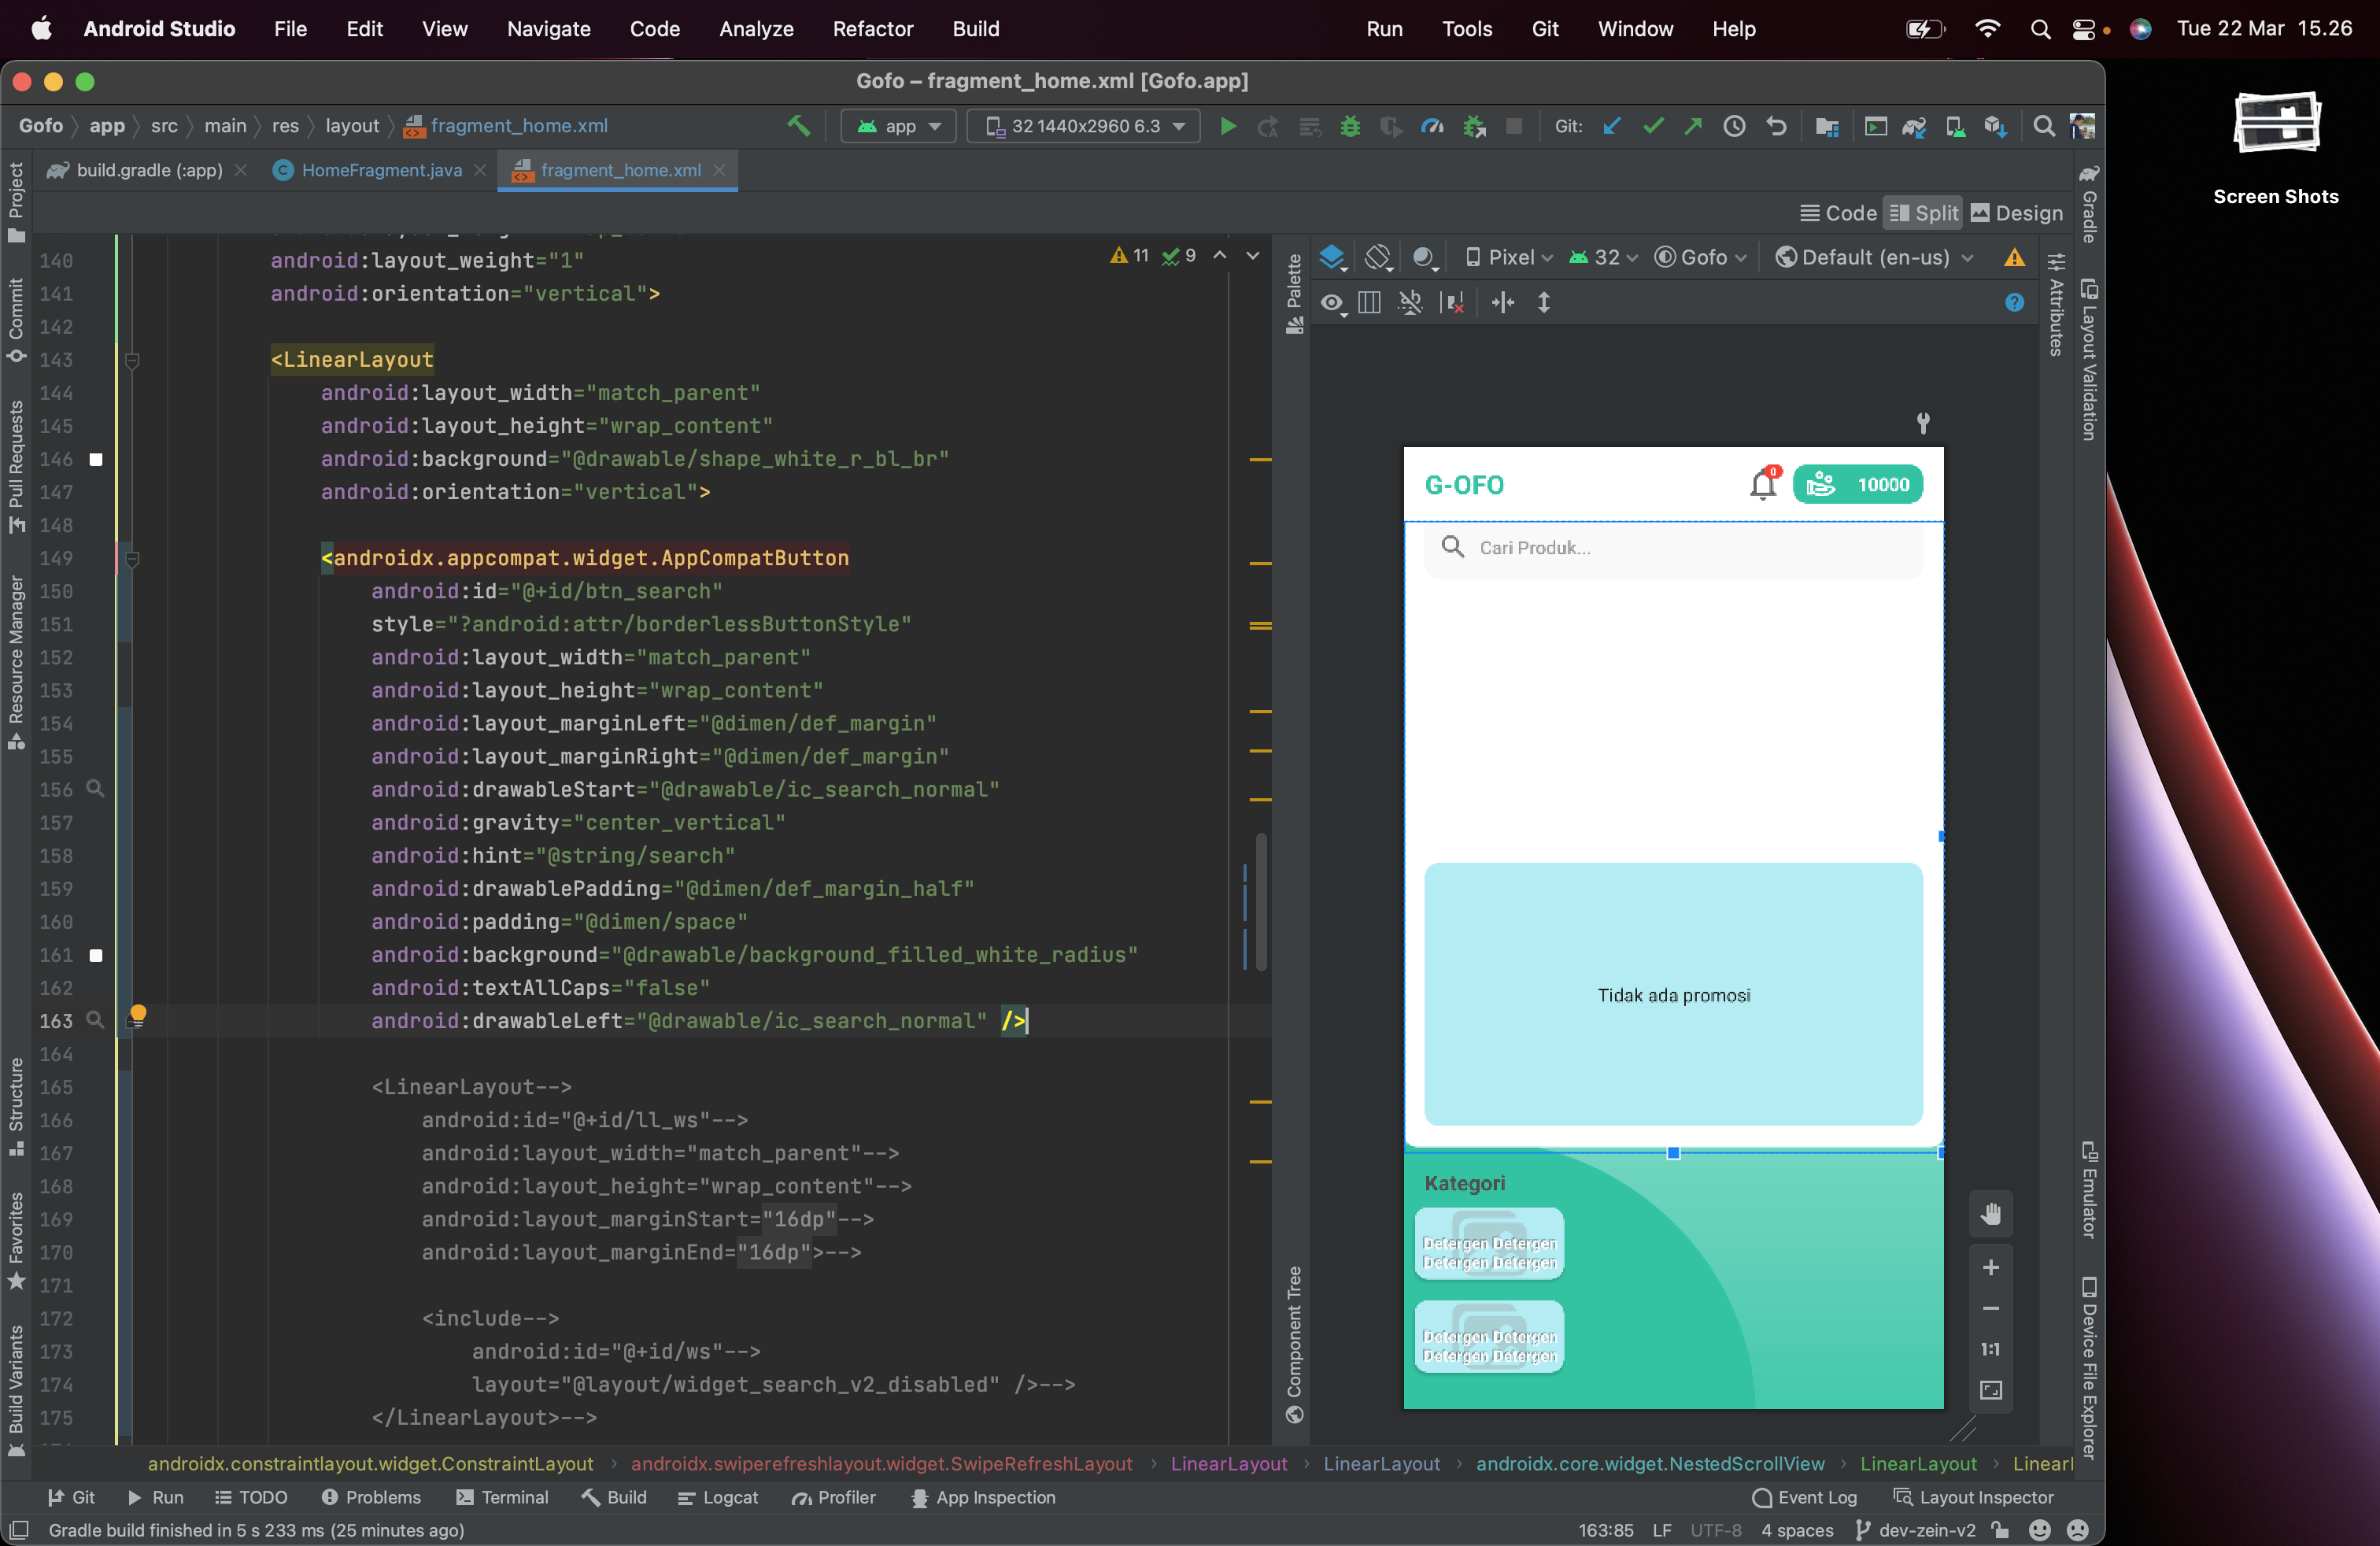 Android Studio File Edit View Navigate Code Analyze Refactor Build Run Tools Git Window Help Tue 22 Mar 15.26
Gofo – fragment_home.xml [Gofo.app]
Gofo app src main res layout fragment_home.xml app 32 1440x2960 6.3 Git:
build.gradle (:app) HomeFragment.java fragment_home.xml
Code Split Design
Screen Shots
Project
Commit
Pull Requests
Resource Manager
Structure
Favorites
Build Variants
11 9
140 android:layout_weight="1"
141 android:orientation="vertical">
142
143 <LinearLayout
144 android:layout_width="match_parent"
145 android:layout_height="wrap_content"
146 android:background="@drawable/shape_white_r_bl_br"
147 android:orientation="vertical">
148
149 <androidx.appcompat.widget.AppCompatButton
150 android:id="@+id/btn_search"
151 style="?android:attr/borderlessButtonStyle"
152 android:layout_width="match_parent"
153 android:layout_height="wrap_content"
154 android:layout_marginLeft="@dimen/def_margin"
155 android:layout_marginRight="@dimen/def_margin"
156 android:drawableStart="@drawable/ic_search_normal"
157 android:gravity="center_vertical"
158 android:hint="@string/search"
159 android:drawablePadding="@dimen/def_margin_half"
160 android:padding="@dimen/space"
161 android:background="@drawable/background_filled_white_radius"
162 android:textAllCaps="false"
163 android:drawableLeft="@drawable/ic_search_normal" />
164
165 <LinearLayout-->
166 android:id="@+id/ll_ws"-->
167 android:layout_width="match_parent"-->
168 android:layout_height="wrap_content"-->
169 android:layout_marginStart="16dp"-->
170 android:layout_marginEnd="16dp">-->
171
172 <include-->
173 android:id="@+id/ws"-->
174 layout="@layout/widget_search_v2_disabled" />-->
175 </LinearLayout>-->
Palette
Component Tree
Pixel 32 Gofo Default (en-us)
G-OFO 0 10000
Cari Produk...
Tidak ada promosi
Kategori
Detergen Detergen
Detergen Detergen
Detergen Detergen
Detergen Detergen
1:1
Attributes
Gradle
Layout Validation
Emulator
Device File Explorer
androidx.constraintlayout.widget.ConstraintLayout androidx.swiperefreshlayout.widget.SwipeRefreshLayout LinearLayout LinearLayout androidx.core.widget.NestedScrollView LinearLayout Linearl
Git Run TODO Problems Terminal Build Logcat Profiler App Inspection Event Log Layout Inspector
Gradle build finished in 5 s 233 ms (25 minutes ago) 163:85 LF UTF-8 4 spaces dev-zein-v2